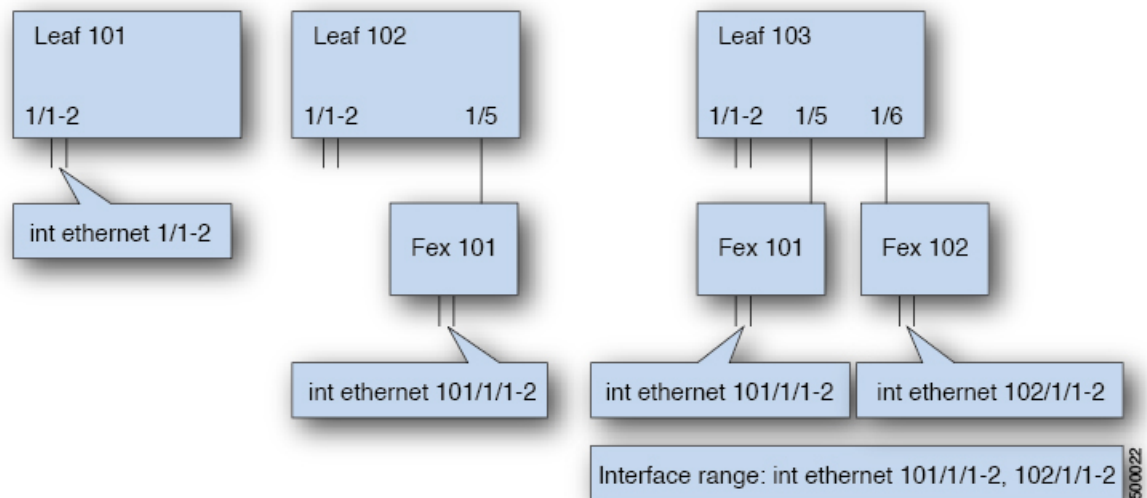 Leaf 101
1/1-2
int ethernet 1/1-2
Leaf 102
1/1-2 1/5
Fex 101
int ethernet 101/1/1-2
Leaf 103
1/1-2 1/5 1/6
Fex 101
Fex 102
int ethernet 101/1/1-2
int ethernet 102/1/1-2
Interface range: int ethernet 101/1/1-2, 102/1/1-2